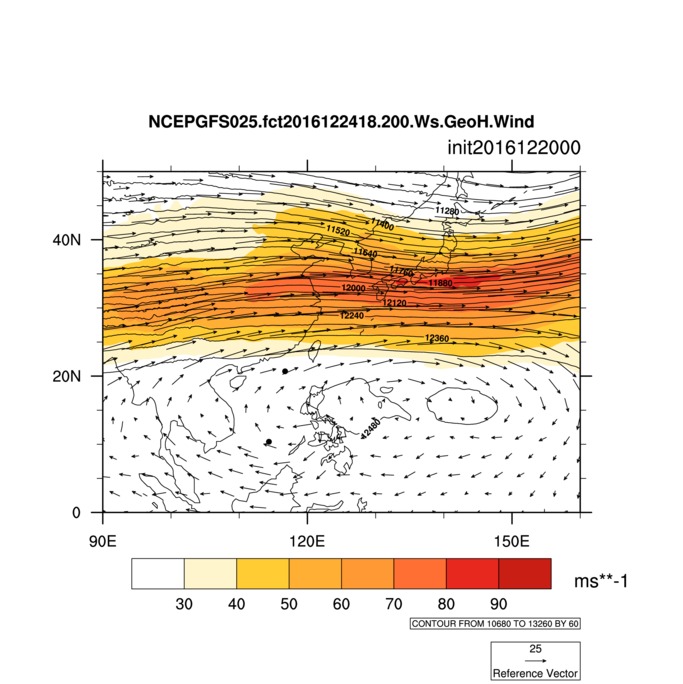 NCEPGFS025.fct2016122418.200.Ws.GeoH.Wind
init2016122000
11280
11400
11520
11640
11760
11880
12000
12120
12240
12360
12480
40N
20N
0
90E 120E 150E
30 40 50 60 70 80 90
ms**-1
CONTOUR FROM 10680 TO 13260 BY 60
25
Reference Vector